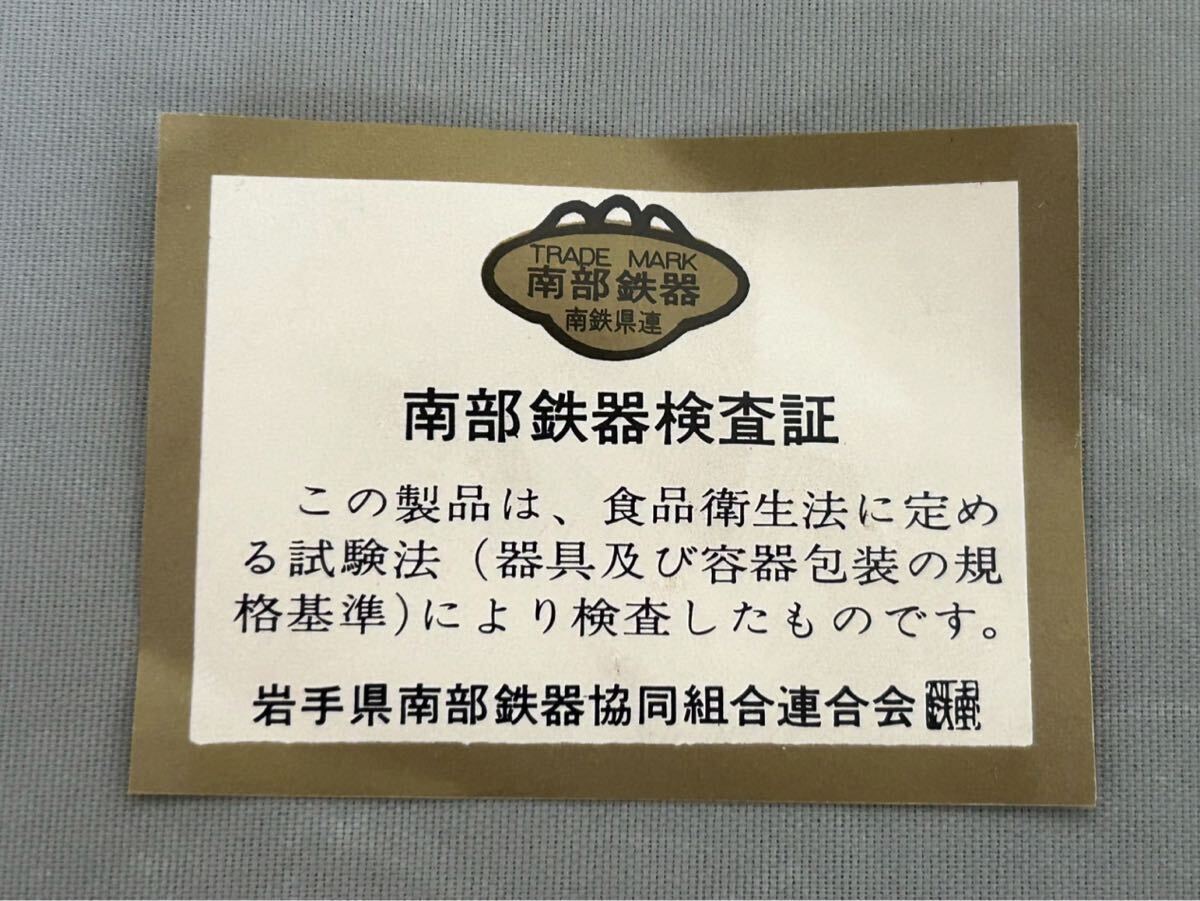 TRADE MARK
南部鉄器
南鉄県連
南部鉄器検査証
この製品は、食品衛生法に定め
る試験法（器具及び容器包装の規
格基準）により検査したものです。
岩手県南部鉄器協同組合連合会